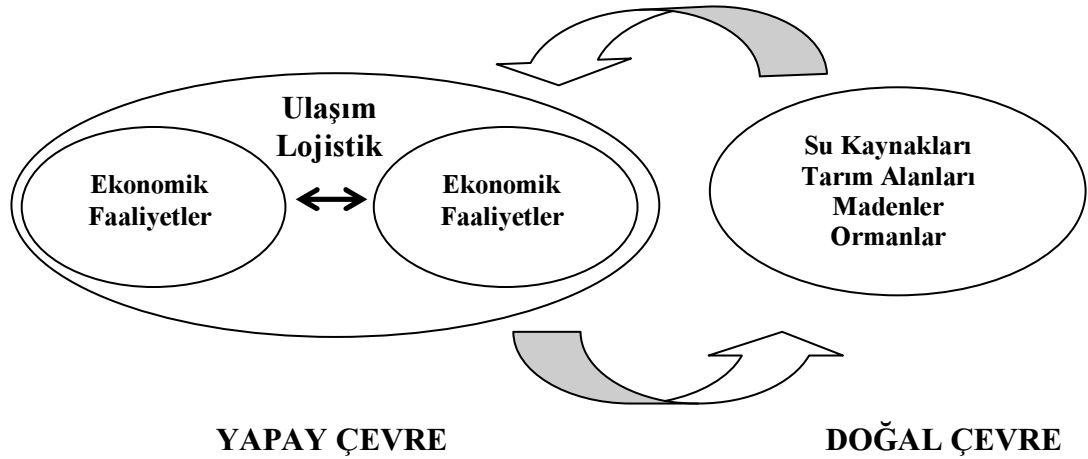 Ulaşım
Lojistik
Ekonomik
Faaliyetler
Ekonomik
Faaliyetler
Su Kaynakları
Tarım Alanları
Madenler
Ormanlar
YAPAY ÇEVRE
DOĞAL ÇEVRE